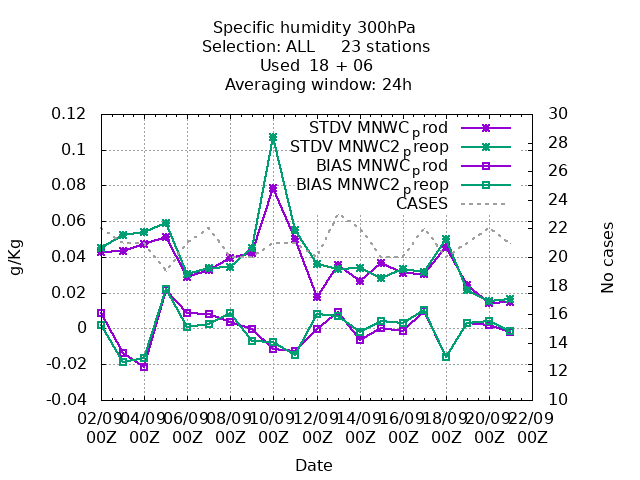 Specific humidity 300hPa
Selection: ALL 23 stations
Used 18 + 06
Averaging window: 24h
0.12
0.1
0.08
0.06
0.04
0.02
0
-0.02
-0.04
g/Kg
30
28
26
24
22
20
18
16
14
12
10
No cases
STDV MNWCprod
STDV MNWC2preop
BIAS MNWCprod
BIAS MNWC2preop
CASES
02/09 04/09 06/09 08/09 10/09 12/09 14/09 16/09 18/09 20/09 22/09
00Z 00Z 00Z 00Z 00Z 00Z 00Z 00Z 00Z 00Z 00Z
Date